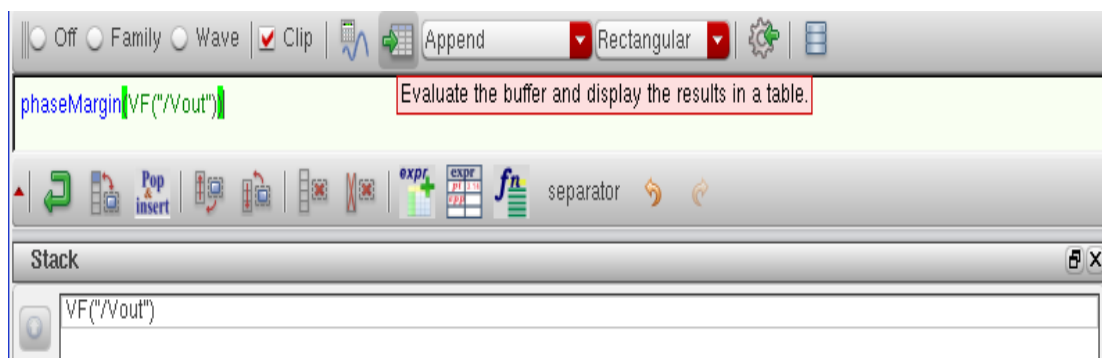 Off Family Wave Clip Append Rectangular
phaseMargin(VF("/Vout"))
Evaluate the buffer and display the results in a table.
Pop & insert expr expr fn separator
Stack
VF("/Vout")